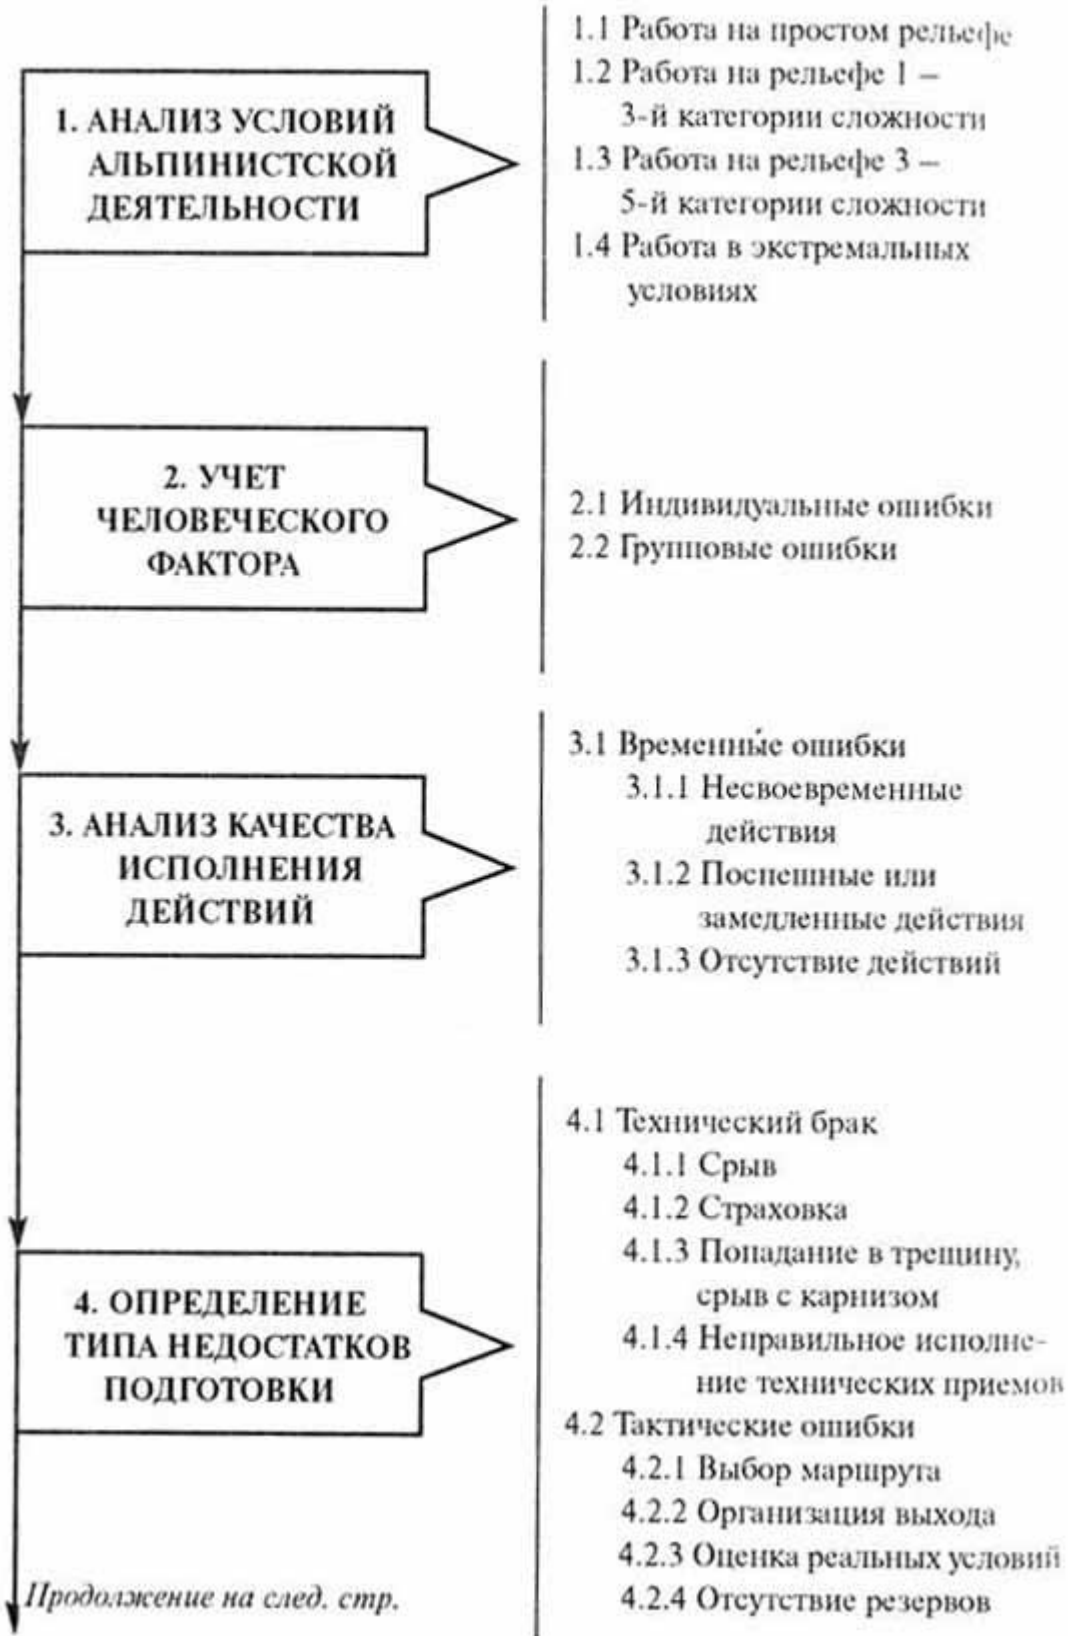 1.1 Работа на простом рельефе
1.2 Работа на рельефе 1 –
3-й категории сложности
1.3 Работа на рельефе 3 –
5-й категории сложности
1.4 Работа в экстремальных
условиях
1. АНАЛИЗ УСЛОВИЙ
АЛЬПИНИСТСКОЙ
ДЕЯТЕЛЬНОСТИ
2. УЧЕТ
ЧЕЛОВЕЧЕСКОГО
ФАКТОРА
2.1 Индивидуальные ошибки
2.2 Групповые ошибки
3. АНАЛИЗ КАЧЕСТВА
ИСПОЛНЕНИЯ
ДЕЙСТВИЙ
3.1 Временны́е ошибки
3.1.1 Несвоевременные
действия
3.1.2 Поспешные или
замедленные действия
3.1.3 Отсутствие действий
4. ОПРЕДЕЛЕНИЕ
ТИПА НЕДОСТАТКОВ
ПОДГОТОВКИ
4.1 Технический брак
4.1.1 Срыв
4.1.2 Страховка
4.1.3 Попадание в трещину,
срыв с карнизом
4.1.4 Неправильное исполне-
ние технических приемов
4.2 Тактические ошибки
4.2.1 Выбор маршрута
4.2.2 Организация выхода
4.2.3 Оценка реальных условий
4.2.4 Отсутствие резервов
Продолжение на след. стр.